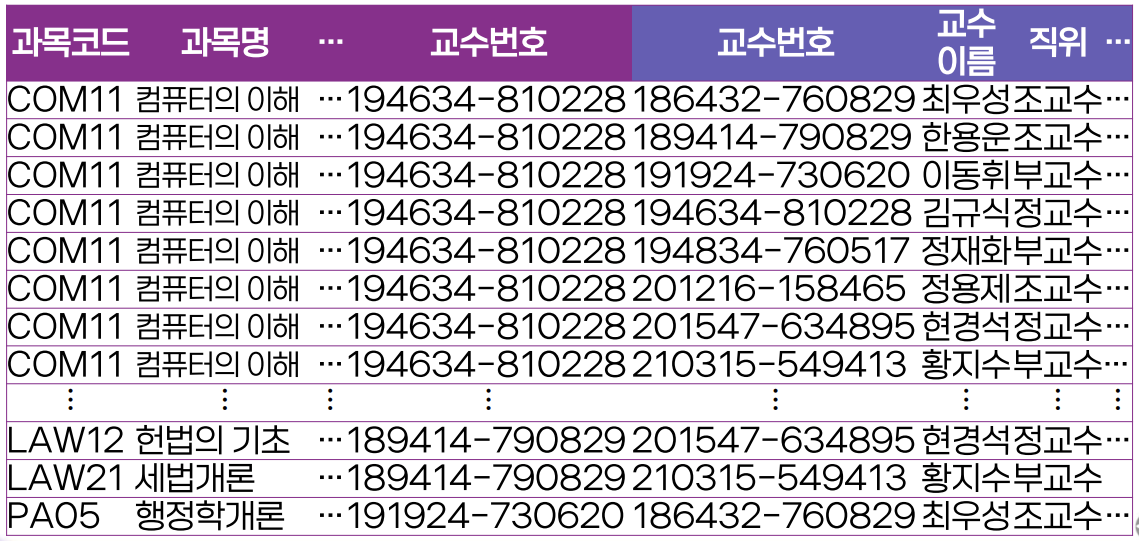 과목코드 과목명 … 교수번호 교수번호 교수이름 직위 …
COM11 컴퓨터의 이해 … 194634-810228 186432-760829 최우성 조교수 …
COM11 컴퓨터의 이해 … 194634-810228 189414-790829 한용운 조교수 …
COM11 컴퓨터의 이해 … 194634-810228 191924-730620 이동휘 부교수 …
COM11 컴퓨터의 이해 … 194634-810228 194634-810228 김규식 정교수 …
COM11 컴퓨터의 이해 … 194634-810228 194834-760517 정재화 부교수 …
COM11 컴퓨터의 이해 … 194634-810228 201216-158465 정용제 조교수 …
COM11 컴퓨터의 이해 … 194634-810228 201547-634895 현경석 정교수 …
COM11 컴퓨터의 이해 … 194634-810228 210315-549413 황지수 부교수 …
⋮ ⋮ ⋮ ⋮ ⋮ ⋮ ⋮ ⋮
LAW12 헌법의 기초 … 189414-790829 201547-634895 현경석 정교수 …
LAW21 세법개론 … 189414-790829 210315-549413 황지수 부교수
PA05 행정학개론 … 191924-730620 186432-760829 최우성 조교수 …